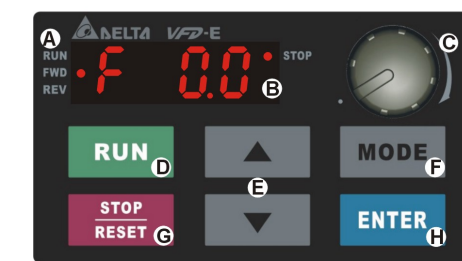 DELTA VFD-E
A
RUN
FWD
REV
F 0.0
STOP
B
C
RUN
D
▲
MODE
F
E
STOP
RESET
G
▼
ENTER
H